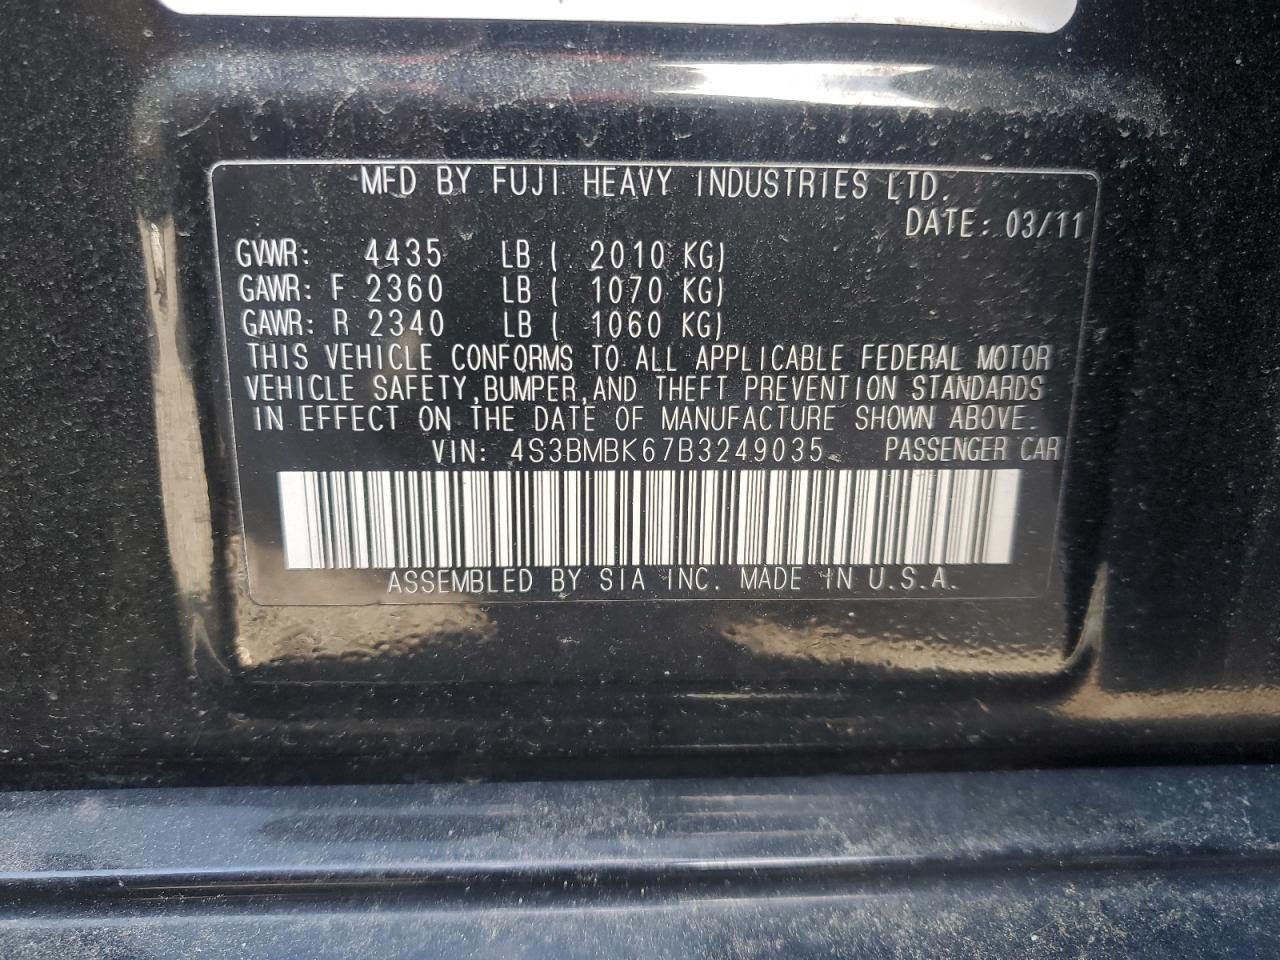 MFD BY FUJI HEAVY INDUSTRIES LTD.
DATE: 03/11
GVWR: 4435 LB ( 2010 KG)
GAWR: F 2360 LB ( 1070 KG)
GAWR: R 2340 LB ( 1060 KG)
THIS VEHICLE CONFORMS TO ALL APPLICABLE FEDERAL MOTOR
VEHICLE SAFETY,BUMPER,AND THEFT PREVENTION STANDARDS
IN EFFECT ON THE DATE OF MANUFACTURE SHOWN ABOVE.
VIN: 4S3BMBK67B3249035 PASSENGER CAR
ASSEMBLED BY SIA INC. MADE IN U.S.A.